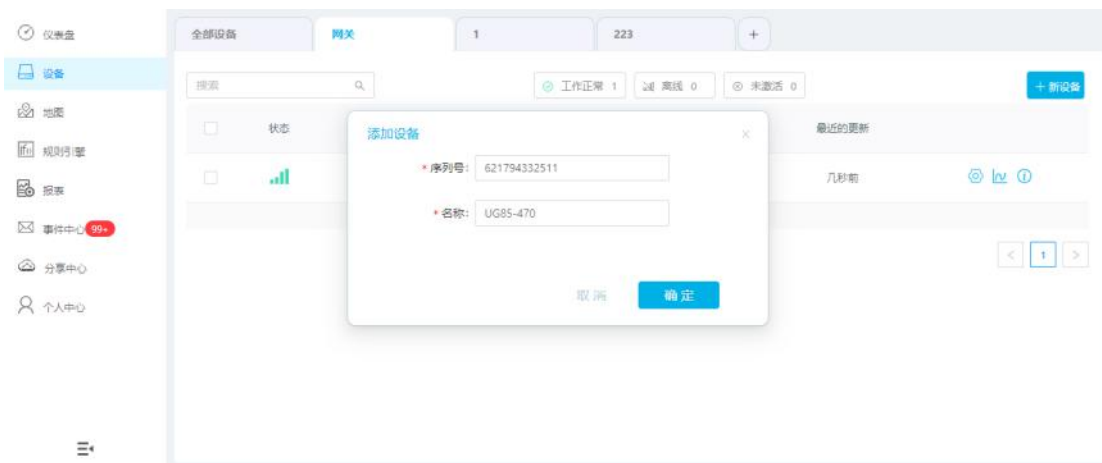 仪表盘
设备
地图
规则引擎
报表
事件中心 99+
分享中心
个人中心
全部设备 网关 1 223 +
搜索 工作正常 1 离线 0 未激活 0 + 新设备
状态 最近的更新
几秒前
添加设备 ×
* 序列号: 621794332511
* 名称: UG85-470
取消 确定
< 1 >